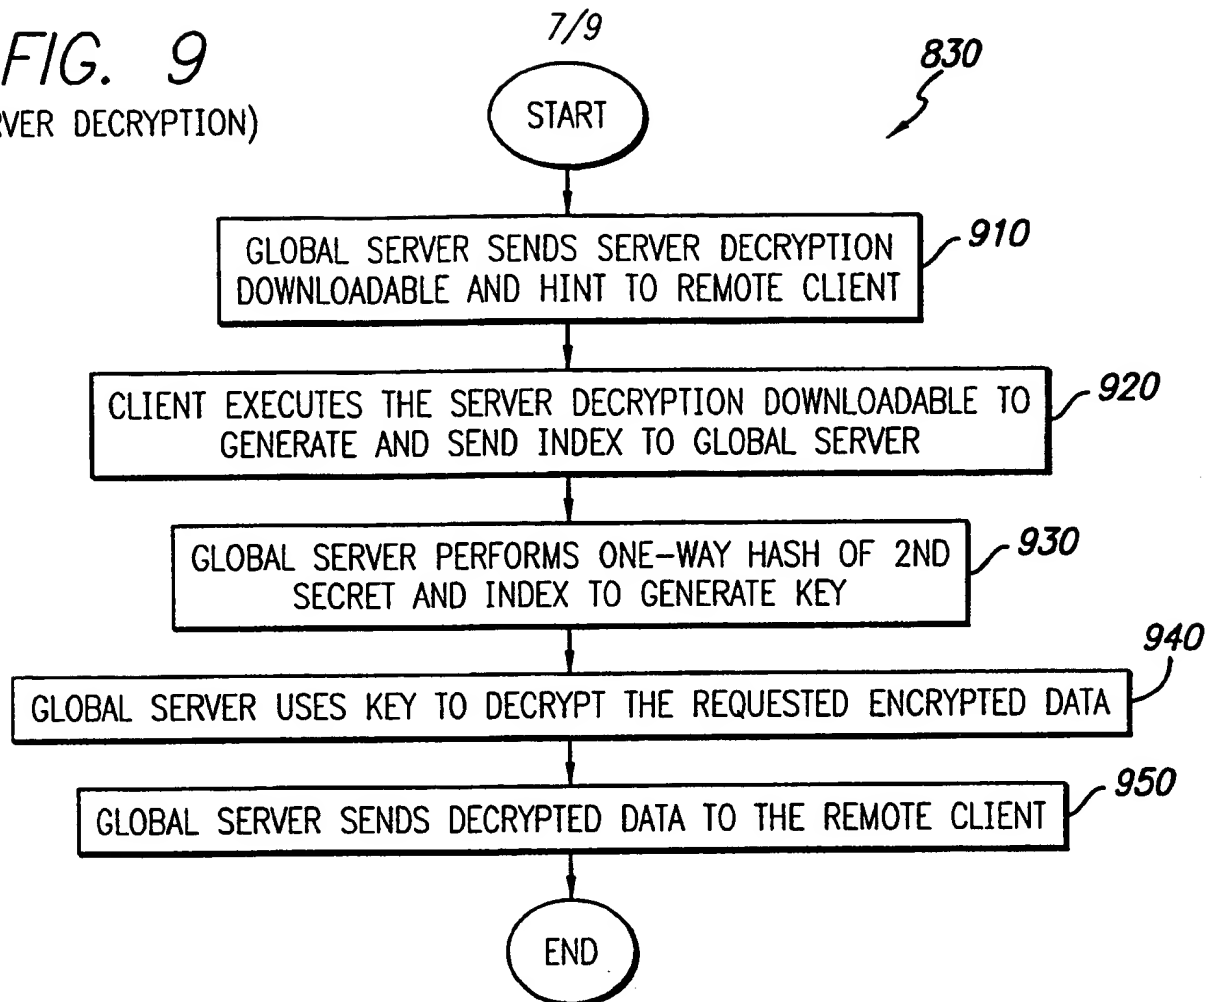 7/9
FIG. 9
RVER DECRYPTION)
830
START
GLOBAL SERVER SENDS SERVER DECRYPTION
DOWNLOADABLE AND HINT TO REMOTE CLIENT
910
CLIENT EXECUTES THE SERVER DECRYPTION DOWNLOADABLE TO
GENERATE AND SEND INDEX TO GLOBAL SERVER
920
GLOBAL SERVER PERFORMS ONE-WAY HASH OF 2ND
SECRET AND INDEX TO GENERATE KEY
930
GLOBAL SERVER USES KEY TO DECRYPT THE REQUESTED ENCRYPTED DATA
940
GLOBAL SERVER SENDS DECRYPTED DATA TO THE REMOTE CLIENT
950
END